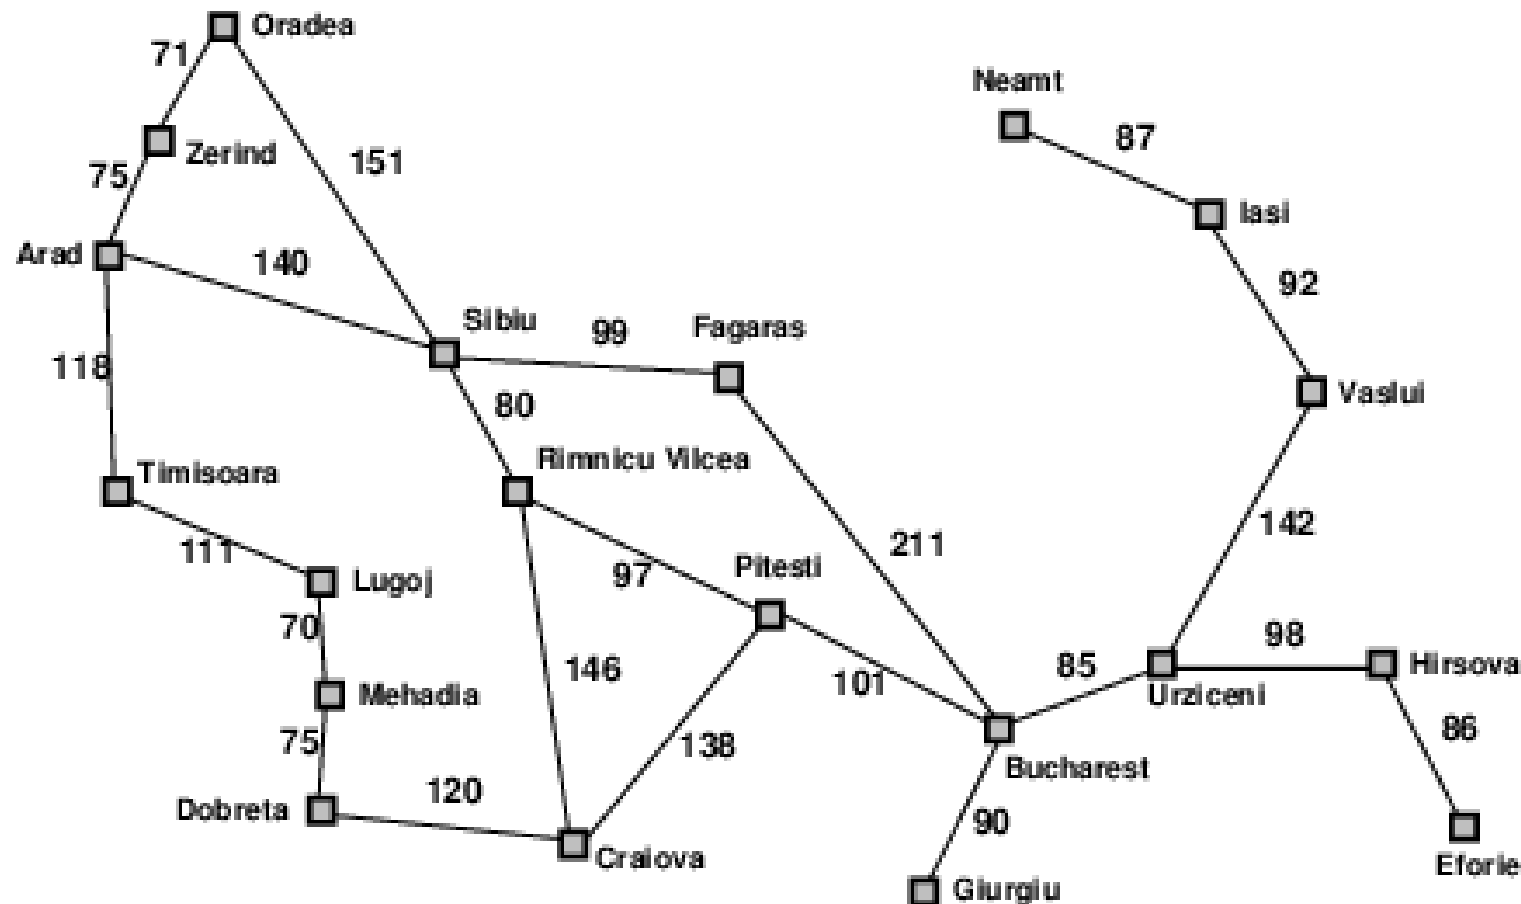 Oradea
71
Neamt
87
Zerind
151
75
Iasi
Arad
140
92
Sibiu
99
Fagaras
118
80
Vaslui
Timisoara
Rimnicu Vilcea
142
111
211
Lugoj
97
Pitesti
70
98
146
85
Hirsova
Mehadia
101
Urziceni
75
138
86
Bucharest
120
Dobreta
90
Craiova
Eforie
Giurgiu